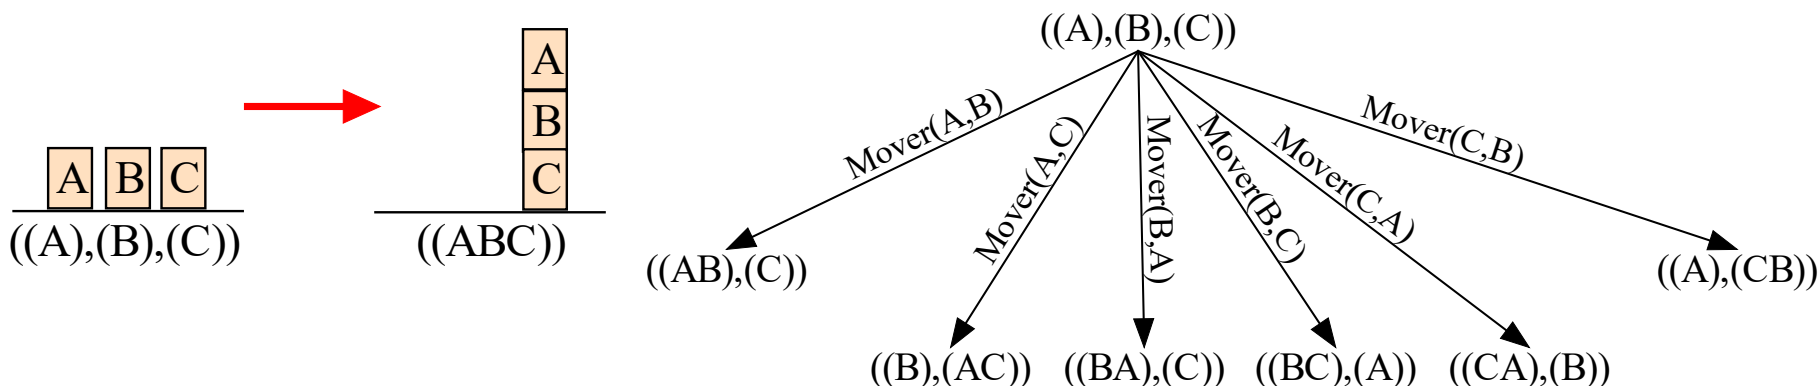 A
B
C
A B C
((A),(B),(C))
((ABC))
((A),(B),(C))
Mover(A,B)
Mover(A,C)
Mover(B,A)
Mover(B,C)
Mover(C,A)
Mover(C,B)
((AB),(C))
((B),(AC))
((BA),(C))
((BC),(A))
((CA),(B))
((A),(CB))